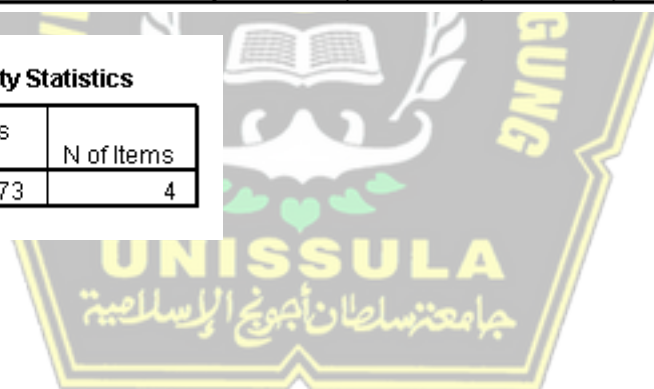 ty Statistics
s
N of Items
73 4
GUNG
UNISSULA
جامعة سلطان أجونج الإسلامية